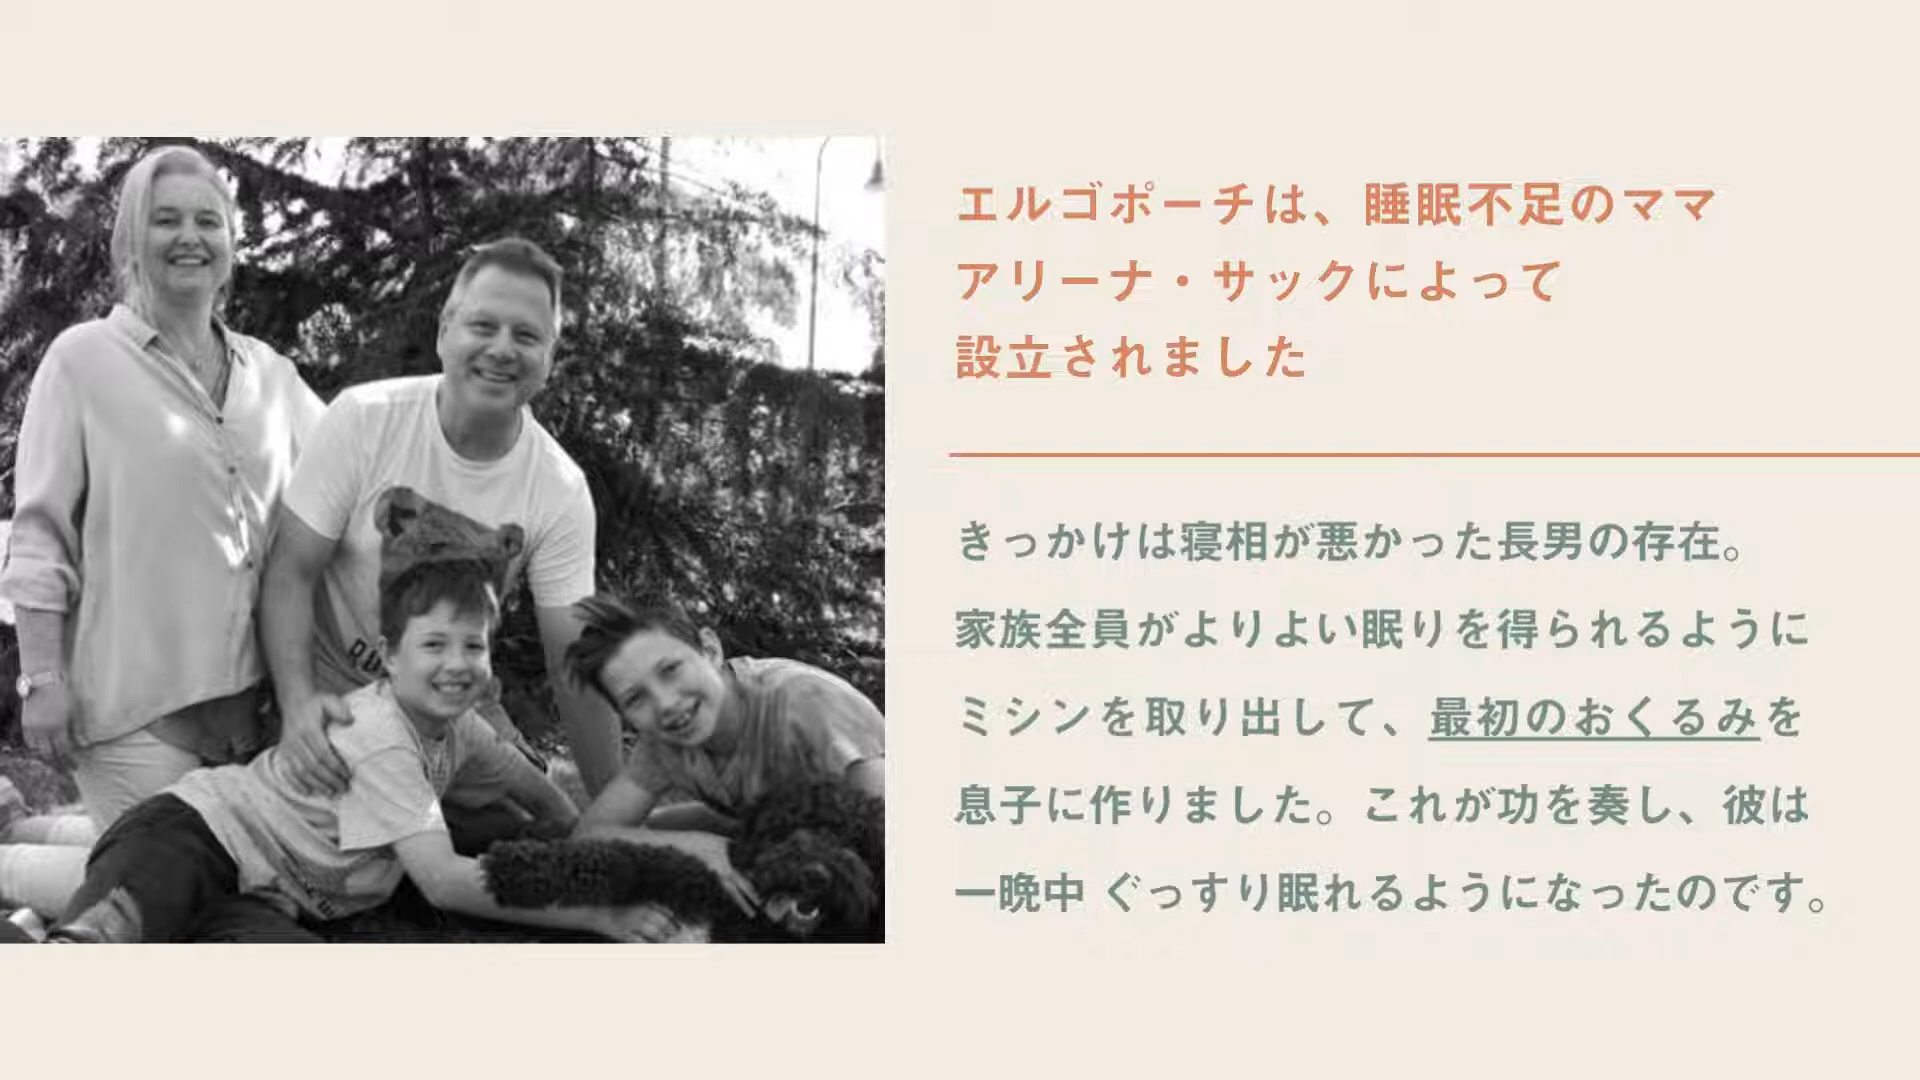 エルゴポーチは、睡眠不足のママ
アリーナ・サックによって
設立されました
きっかけは寝相が悪かった長男の存在。
家族全員がよりよい眠りを得られるように
ミシンを取り出して、最初のおくるみを
息子に作りました。これが功を奏し、彼は
一晩中 ぐっすり眠れるようになったのです。